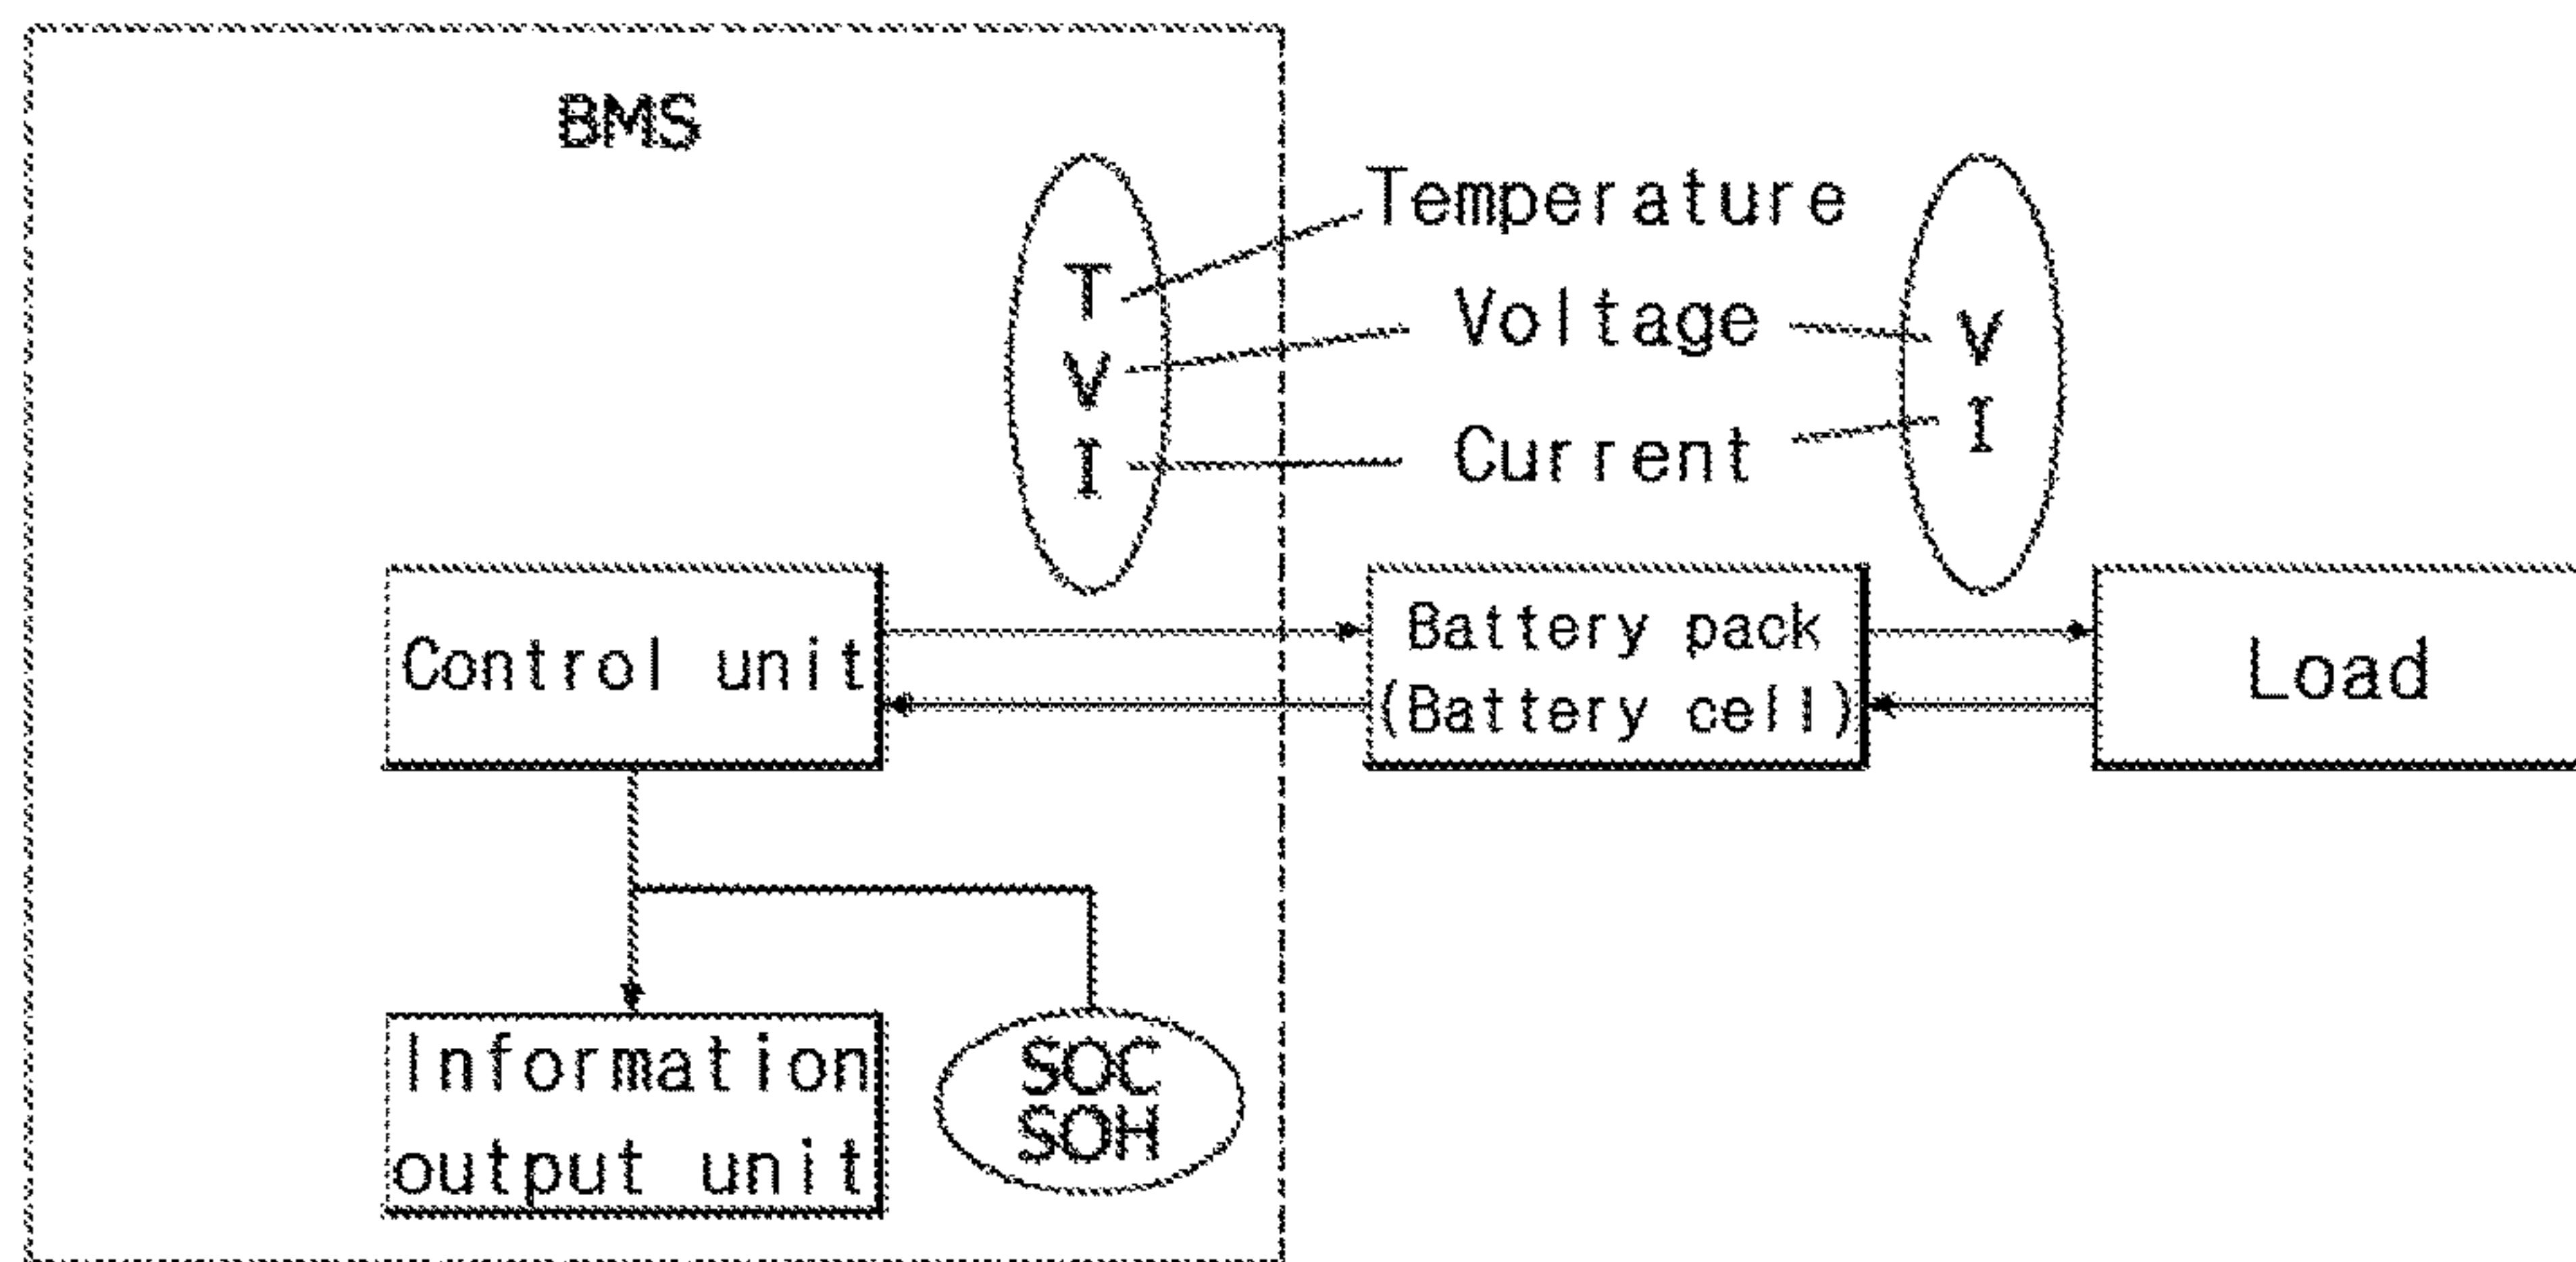 BMS
T
V
I
Temperature
Voltage
Current
V
I
Control unit
Battery pack
(Battery cell)
Load
Information
output unit
SOC
SOH